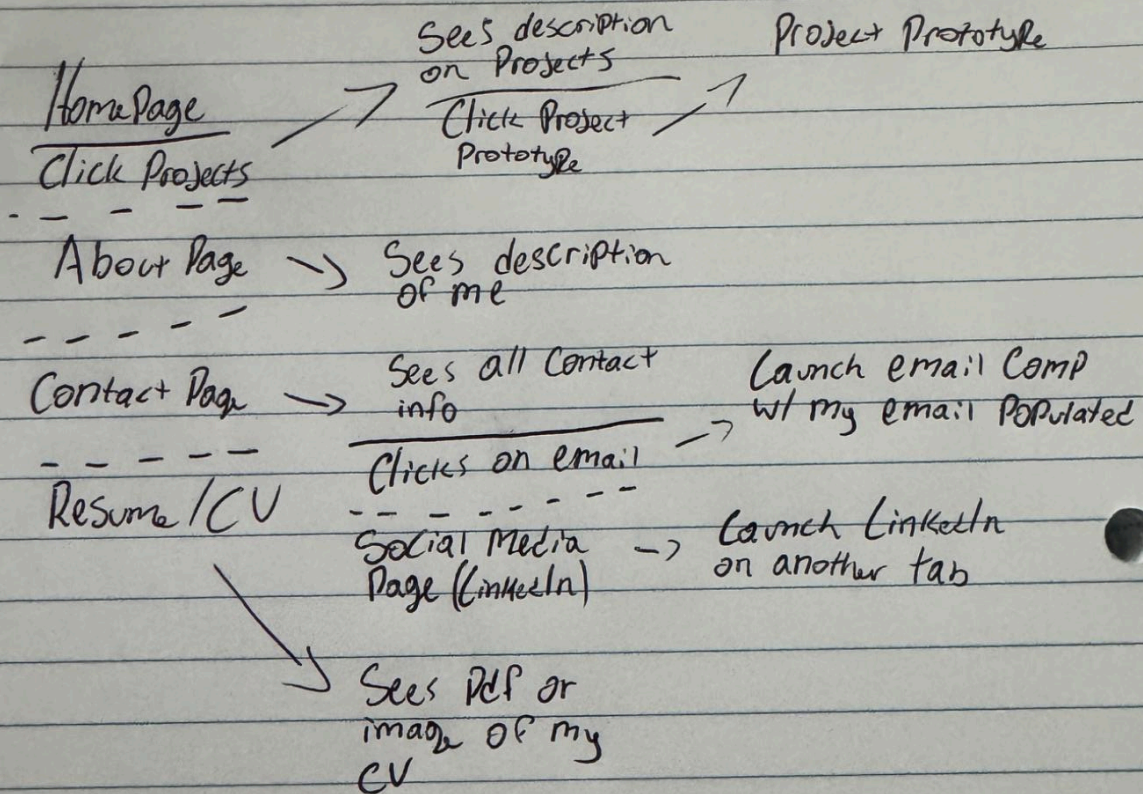 HomePage
Click Projects
Sees description
on Projects
Click Project
Prototype
Project Prototype
About Page
Sees description
of me
Contact Page
Sees all Contact
info
Clicks on email
Launch email Comp
w/ my email Populated
Social Media
Page (LinkedIn)
Launch LinkedIn
on another tab
Resume/CV
Sees Pdf or
image of my
CV